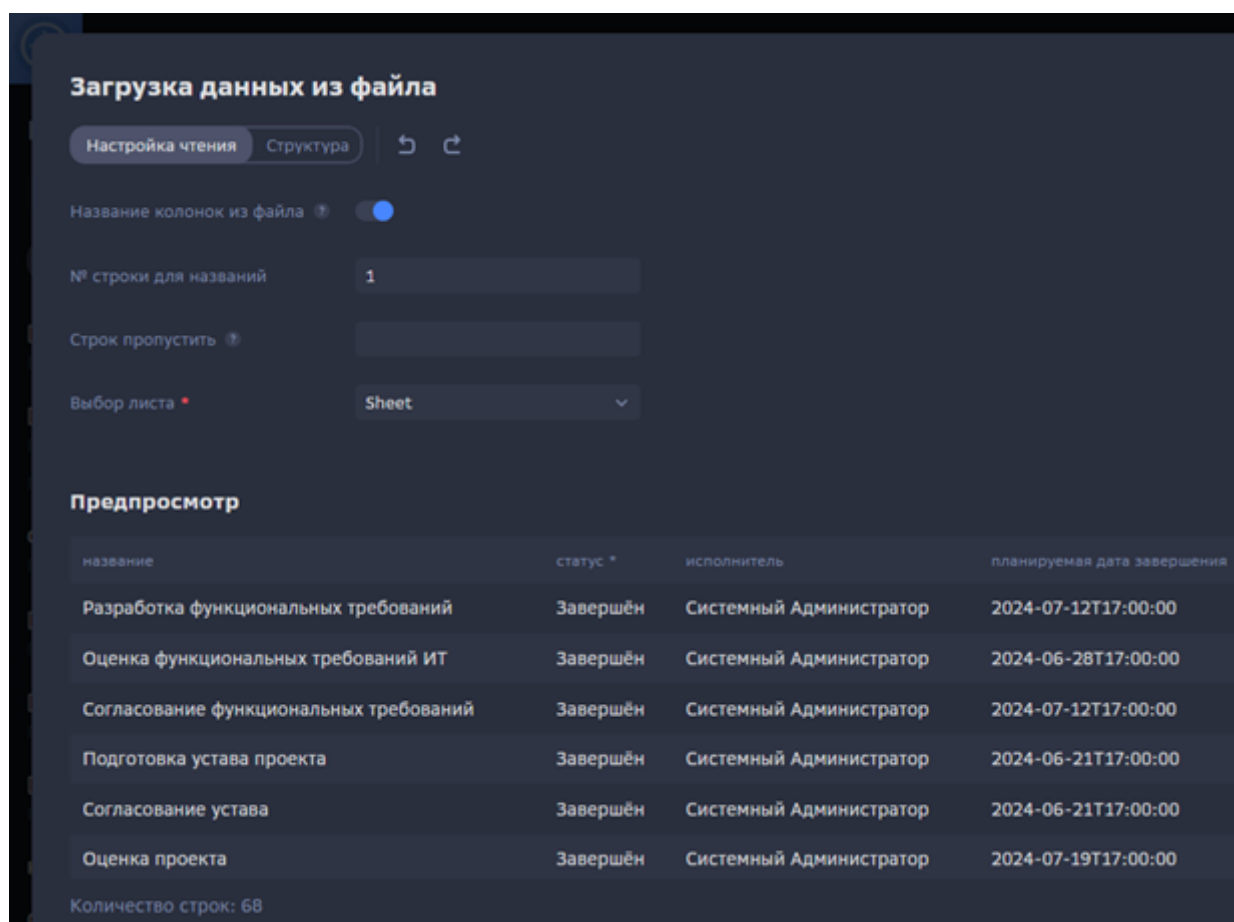 Загрузка данных из файла
Настройка чтения Структура
Название колонок из файла ?
№ строки для названий 1
Строк пропустить ?
Выбор листа * Sheet
Предпросмотр
название статус * исполнитель планируемая дата завершения
Разработка функциональных требований Завершён Системный Администратор 2024-07-12T17:00:00
Оценка функциональных требований ИТ Завершён Системный Администратор 2024-06-28T17:00:00
Согласование функциональных требований Завершён Системный Администратор 2024-07-12T17:00:00
Подготовка устава проекта Завершён Системный Администратор 2024-06-21T17:00:00
Согласование устава Завершён Системный Администратор 2024-06-21T17:00:00
Оценка проекта Завершён Системный Администратор 2024-07-19T17:00:00
Количество строк: 68